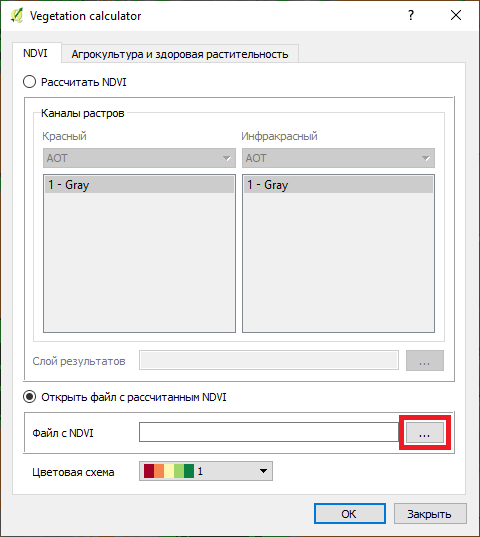 Vegetation calculator
NDVI Агрокультура и здоровая растительность
Рассчитать NDVI
Каналы растров
Красный Инфракрасный
AOT AOT
1 - Gray 1 - Gray
Слой результатов ...
Открыть файл с рассчитанным NDVI
Файл с NDVI ...
Цветовая схема 1
OK Закрыть